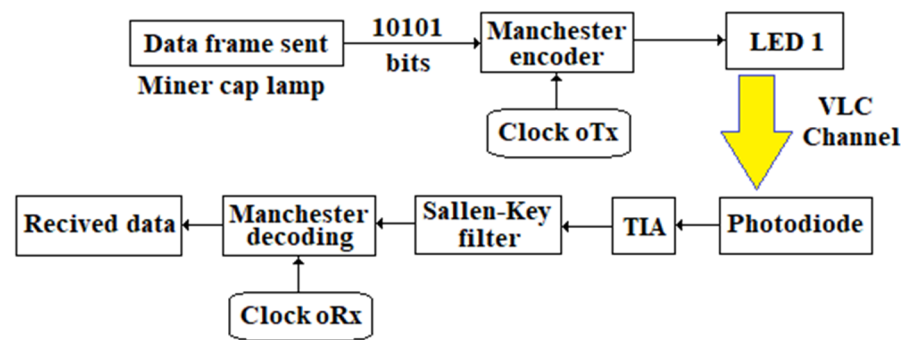 Data frame sent
Miner cap lamp
10101
bits
Manchester
encoder
Clock oTx
LED 1
VLC
Channel
Recived data
Manchester
decoding
Clock oRx
Sallen-Key
filter
TIA
Photodiode